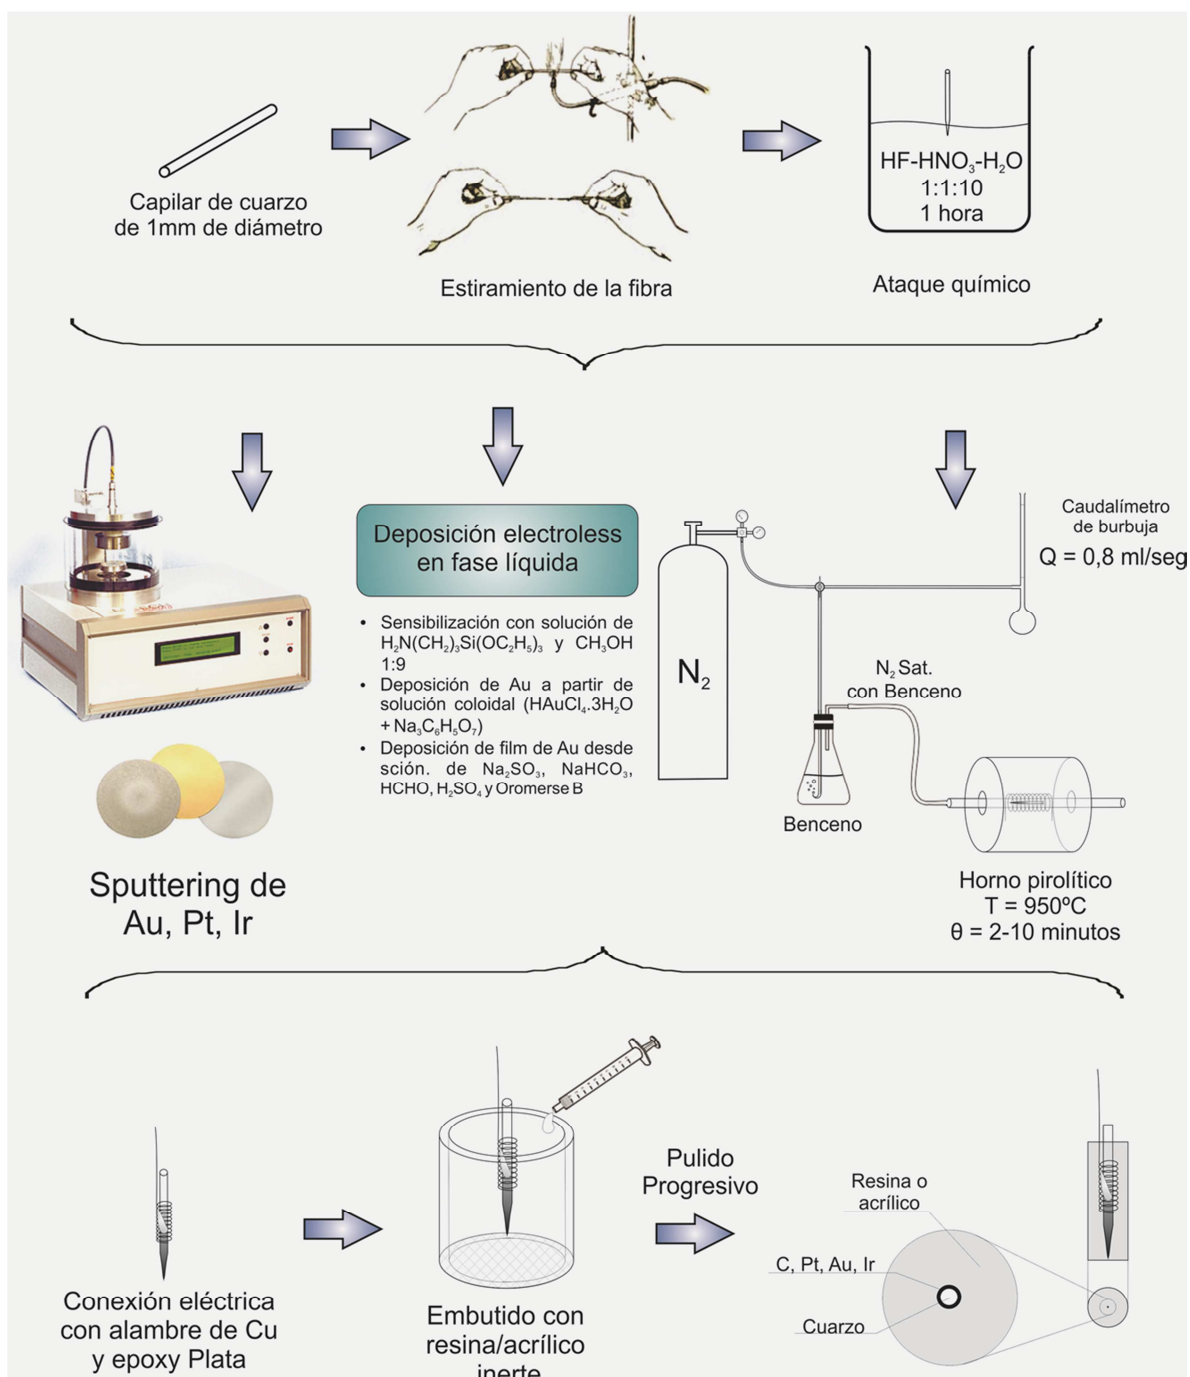 Capilar de cuarzo
de 1mm de diámetro
Estiramiento de la fibra
HF-HNO₃-H₂O
1:1:10
1 hora
Ataque químico
Sputtering de
Au, Pt, Ir
Deposición electroless
en fase líquida
• Sensibilización con solución de
H₂N(CH₂)₃Si(OC₂H₅)₃ y CH₃OH
1:9
• Deposición de Au a partir de
solución coloidal (HAuCl₄.3H₂O
+ Na₃C₆H₅O₇)
• Deposición de film de Au desde
sción. de Na₂SO₃, NaHCO₃,
HCHO, H₂SO₄ y Oromerse B
N₂
Caudalímetro
de burbuja
Q = 0,8 ml/seg
N₂ Sat.
con Benceno
Benceno
Horno pirolítico
T = 950ºC
θ = 2-10 minutos
Conexión eléctrica
con alambre de Cu
y epoxy Plata
Embutido con
resina/acrílico
inerte
Pulido
Progresivo
Resina o
acrílico
C, Pt, Au, Ir
Cuarzo